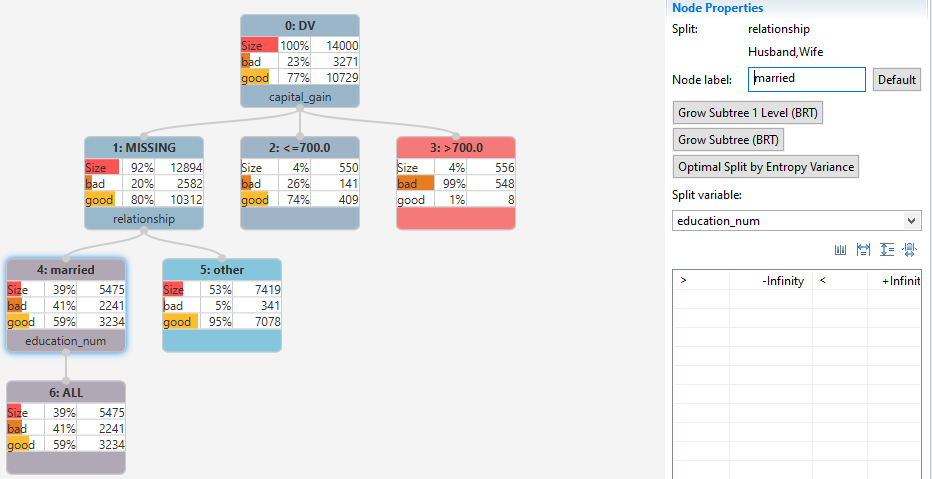 0: DV
Size 100% 14000
bad 23% 3271
good 77% 10729
capital_gain
1: MISSING
Size 92% 12894
bad 20% 2582
good 80% 10312
relationship
2: <=700.0
Size 4% 550
bad 26% 141
good 74% 409
3: >700.0
Size 4% 556
bad 99% 548
good 1% 8
4: married
Size 39% 5475
bad 41% 2241
good 59% 3234
education_num
5: other
Size 53% 7419
bad 5% 341
good 95% 7078
6: ALL
Size 39% 5475
bad 41% 2241
good 59% 3234
Node Properties
Split: relationship
Husband,Wife
Node label: married Default
Grow Subtree 1 Level (BRT)
Grow Subtree (BRT)
Optimal Split by Entropy Variance
Split variable:
education_num
> -Infinity < +Infinit